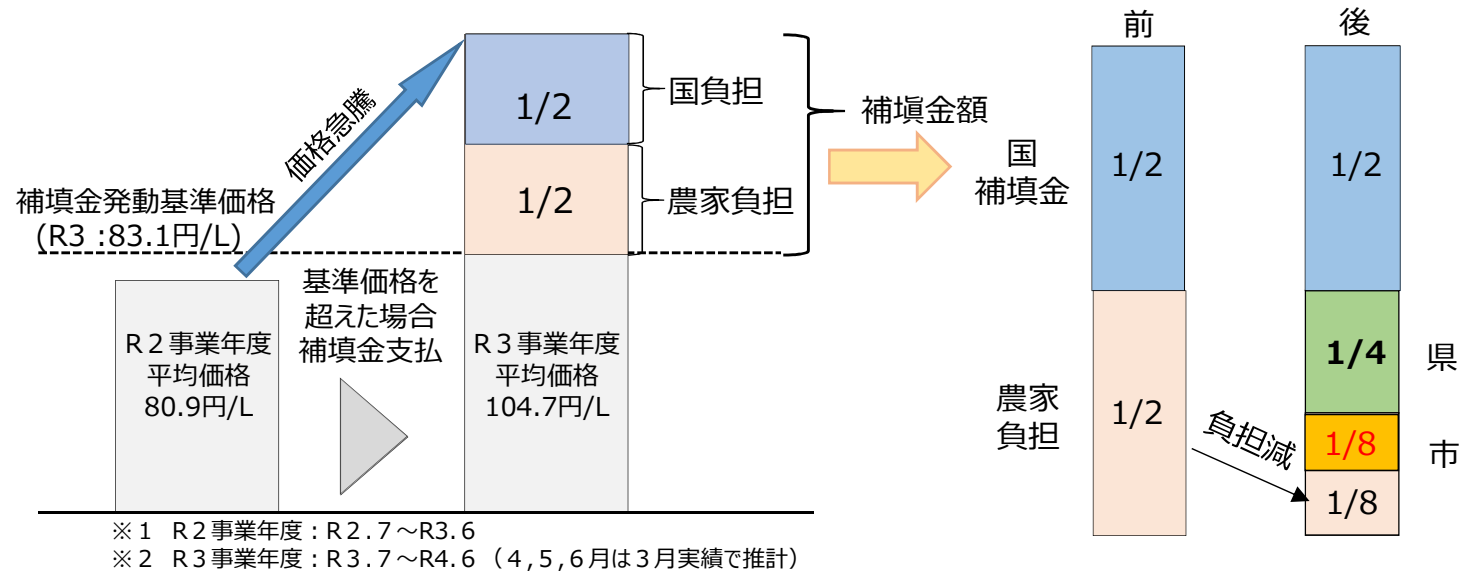 価格急騰
補填金発動基準価格
(R3 :83.1円/L)
R２事業年度
平均価格
80.9円/L
基準価格を
超えた場合
補填金支払
1/2
1/2
R３事業年度
平均価格
104.7円/L
国負担
農家負担
補塡金額
※１ R２事業年度：R２.７～R３.６
※２ R３事業年度：R３.７～R４.６（４,５,６月は３月実績で推計）
前
後
国
補填金
1/2
1/2
農家
負担
1/2
負担減
1/4
県
1/8
市
1/8